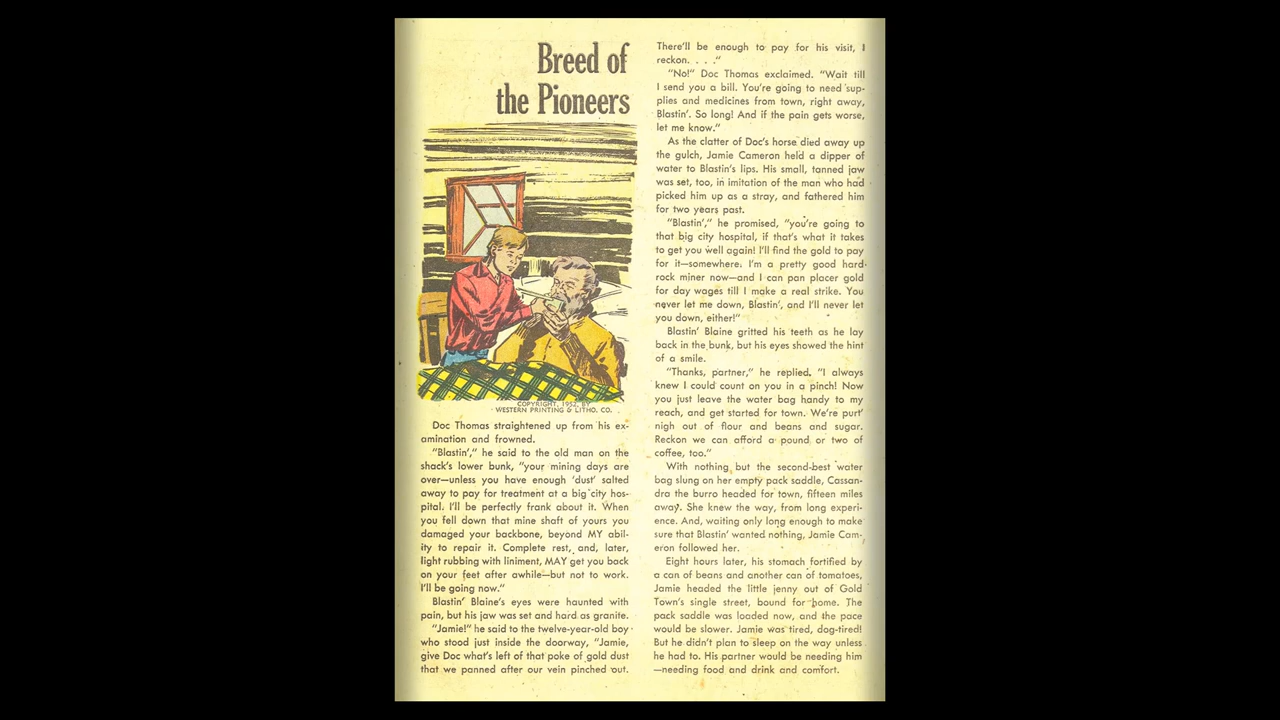 Breed of
the Pioneers
COPYRIGHT, 1952, BY
WESTERN PRINTING & LITHO. CO.
Doc Thomas straightened up from his ex-
amination and frowned.
"Blastin'," he said to the old man on the
shack's lower bunk, "your mining days are
over—unless you have enough 'dust' salted
away to pay for treatment at a big city hos-
pital. I'll be perfectly frank about it. When
you fell down that mine shaft of yours you
damaged your backbone, beyond MY abil-
ity to repair it. Complete rest, and, later,
light rubbing with liniment, MAY get you back
on your feet after awhile—but not to work.
I'll be going now."
Blastin' Blaine's eyes were haunted with
pain, but his jaw was set and hard as granite.
"Jamie!" he said to the twelve-year-old boy
who stood just inside the doorway, "Jamie,
give Doc what's left of that poke of gold dust
that we panned after our vein pinched out.
There'll be enough to pay for his visit, I
reckon. . . ."
"No!" Doc Thomas exclaimed. "Wait till
I send you a bill. You're going to need sup-
plies and medicines from town, right away,
Blastin'. So long! And if the pain gets worse,
let me know."
As the clatter of Doc's horse died away up
the gulch, Jamie Cameron held a dipper of
water to Blastin's lips. His small, tanned jaw
was set, too, in imitation of the man who had
picked him up as a stray, and fathered him
for two years past.
"Blastin'," he promised, "you're going to
that big city hospital, if that's what it takes
to get you well again! I'll find the gold to pay
for it—somewhere. I'm a pretty good hard-
rock miner now—and I can pan placer gold
for day wages till I make a real strike. You
never let me down, Blastin', and I'll never let
you down, either!"
Blastin' Blaine gritted his teeth as he lay
back in the bunk, but his eyes showed the hint
of a smile.
"Thanks, partner," he replied. "I always
knew I could count on you in a pinch! Now
you just leave the water bag handy to my
reach, and get started for town. We're purt'
nigh out of flour and beans and sugar.
Reckon we can afford a pound or two of
coffee, too."
With nothing but the second-best water
bag slung on her empty pack saddle, Cassan-
dra the burro headed for town, fifteen miles
away. She knew the way, from long experi-
ence. And, waiting only long enough to make
sure that Blastin' wanted nothing, Jamie Cam-
eron followed her.
Eight hours later, his stomach fortified by
a can of beans and another can of tomatoes,
Jamie headed the little jenny out of Gold
Town's single street, bound for home. The
pack saddle was loaded now, and the pace
would be slower. Jamie was tired, dog-tired!
But he didn't plan to sleep on the way unless
he had to. His partner would be needing him
—needing food and drink and comfort.